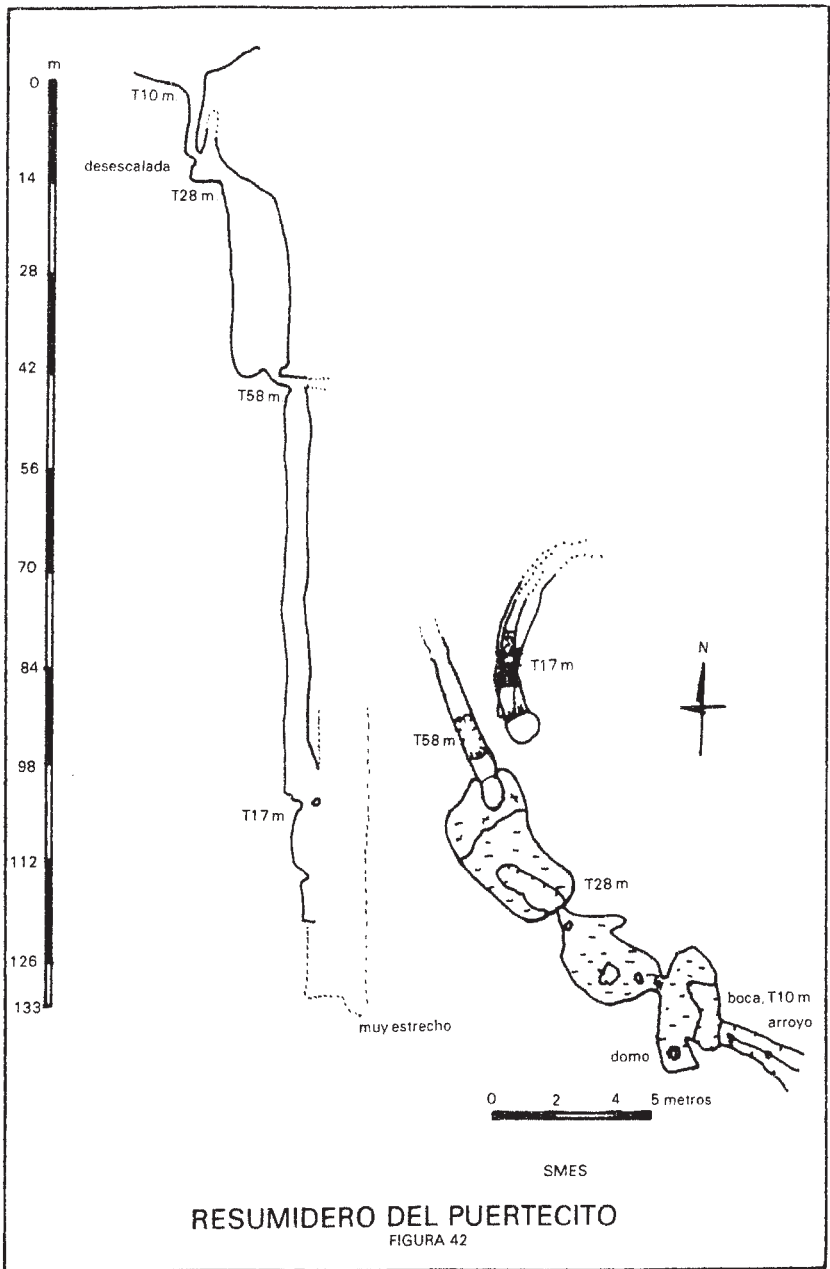 m
0
T10 m.
desescalada
14
T28 m.
28
42
T58 m
56
70
84
98
T17 m
112
126
133
muy estrecho
T17 m
N
T58 m
T28 m
boca, T10 m
arroyo
domo
0 2 4 5 metros
SMES
RESUMIDERO DEL PUERTECITO
FIGURA 42